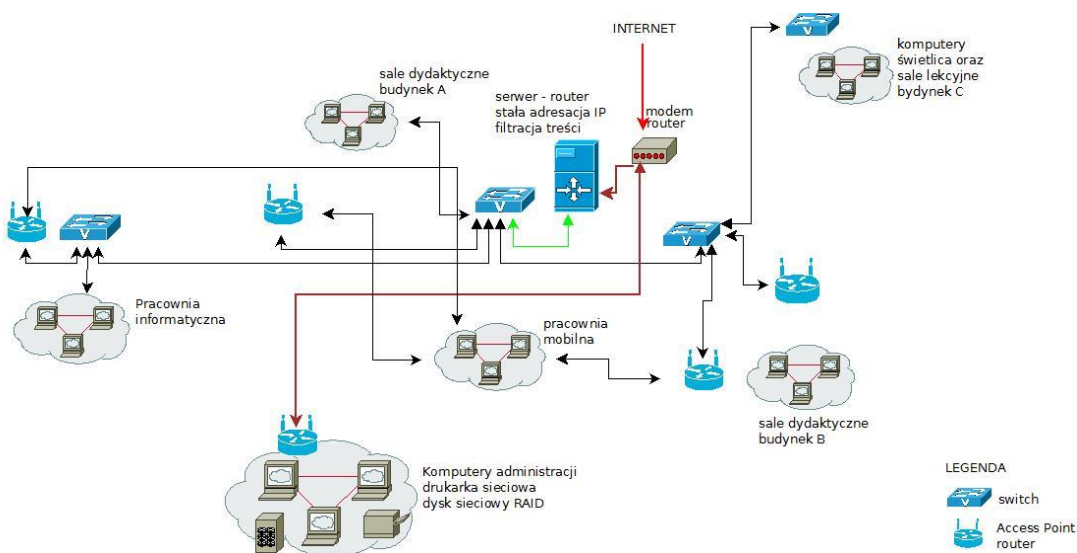 INTERNET
komputery
świetlica oraz
sale lekcyjne
bydynek C
sale dydaktyczne
budynek A
serwer - router
stała adresacja IP
filtracja treści
modem
router
Pracownia
informatyczna
pracownia
mobilna
sale dydaktyczne
budynek B
Komputery administracji
drukarka sieciowa
dysk sieciowy RAID
LEGENDA
switch
Access Point
router